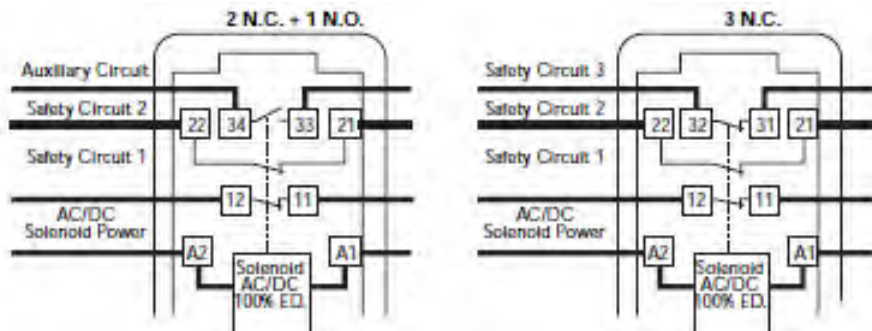 2 N.C. + 1 N.O.
Auxiliary Circuit
Safety Circuit 2
22 34 33 21
Safety Circuit 1
12 11
AC/DC
Solenoid Power
A2 A1
Solenoid
AC/DC
100% ED.
3 N.C.
Safety Circuit 3
Safety Circuit 2
22 32 31 21
Safety Circuit 1
12 11
AC/DC
Solenoid Power
A2 A1
Solenoid
AC/DC
100% ED.